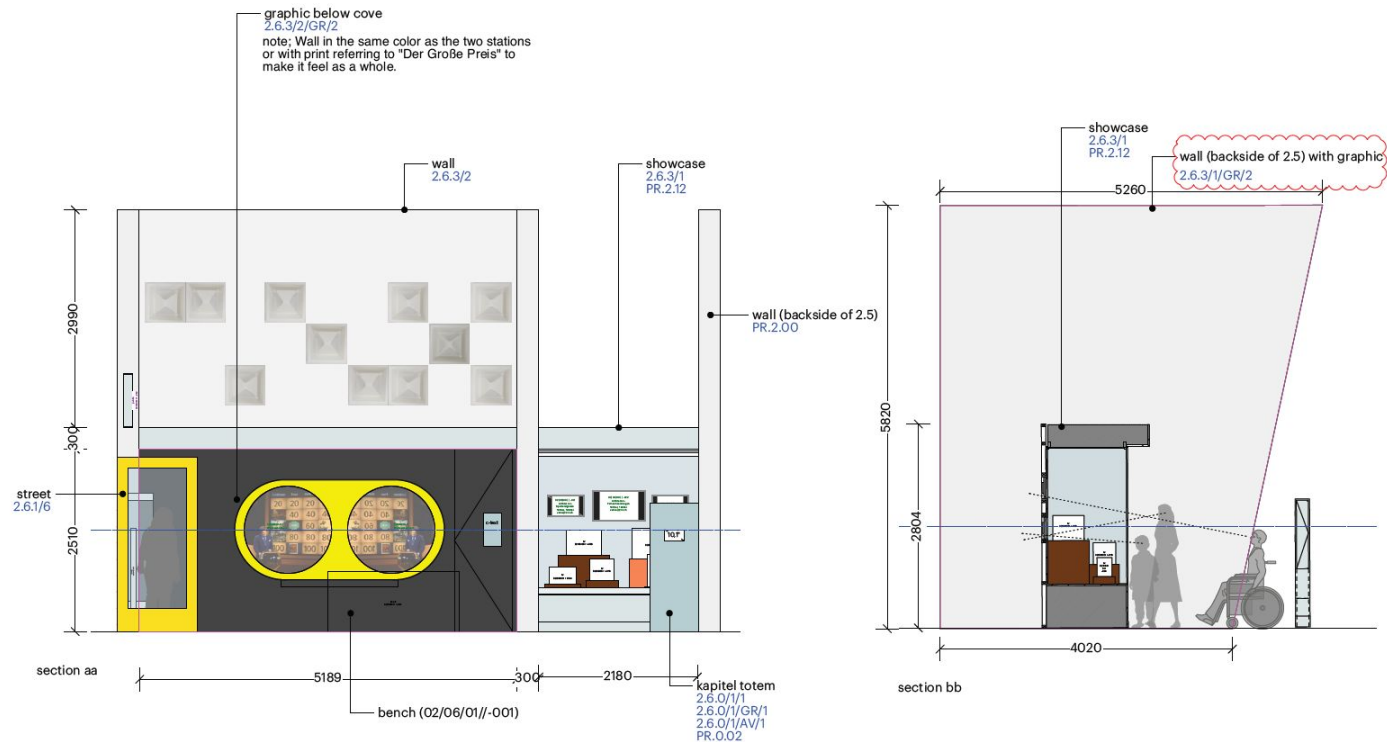 graphic below cove
2.6.3/2/GR/2
note; Wall in the same color as the two stations
or with print referring to "Der Große Preis" to
make it feel as a whole.
wall
2.6.3/2
showcase
2.6.3/1
PR.2.12
wall (backside of 2.5)
PR.2.00
street
2.6.1/6
2990
300
2510
10,1"
section aa
5189
300
2180
bench (02/06/01//-001)
kapitel totem
2.6.0/1/1
2.6.0/1/GR/1
2.6.0/1/AV/1
PR.0.02
showcase
2.6.3/1
PR.2.12
wall (backside of 2.5) with graphic
2.6.3/1/GR/2
5260
5820
2804
4020
section bb